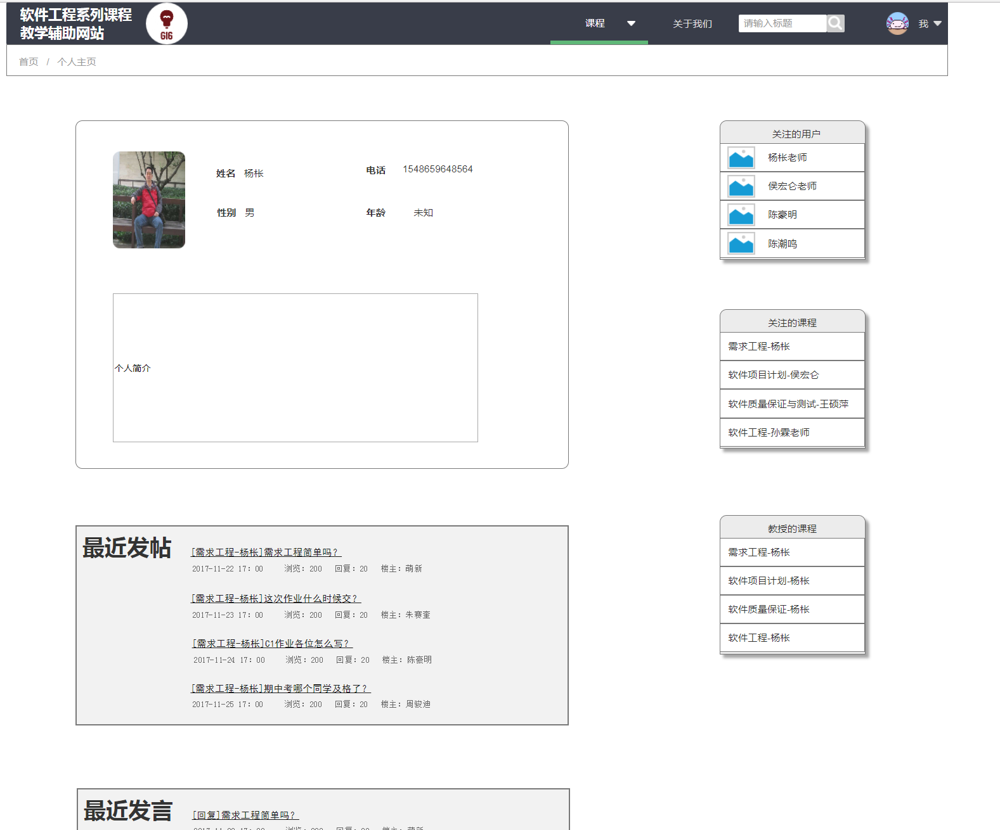 软件工程系列课程
教学辅助网站
G16
课程
关于我们
请输入标题
我
首页 / 个人主页
姓名 杨枨
电话 1548659648564
性别 男
年龄 未知
个人简介
关注的用户
杨枨老师
侯宏仑老师
陈豪明
陈潮鸣
关注的课程
需求工程-杨枨
软件项目计划-侯宏仑
软件质量保证与测试-王硕萍
软件工程-孙霖老师
教授的课程
需求工程-杨枨
软件项目计划-杨枨
软件质量保证-杨枨
软件工程-杨枨
最近发帖
[需求工程-杨枨]需求工程简单吗？
2017-11-22 17：00 浏览：200 回复：20 楼主：萌新
[需求工程-杨枨]这次作业什么时候交？
2017-11-23 17：00 浏览：200 回复：20 楼主：朱赛奎
[需求工程-杨枨]C1作业各位怎么写？
2017-11-24 17：00 浏览：200 回复：20 楼主：陈豪明
[需求工程-杨枨]期中考哪个同学及格了？
2017-11-25 17：00 浏览：200 回复：20 楼主：周骏迪
最近发言
[回复]需求工程简单吗？